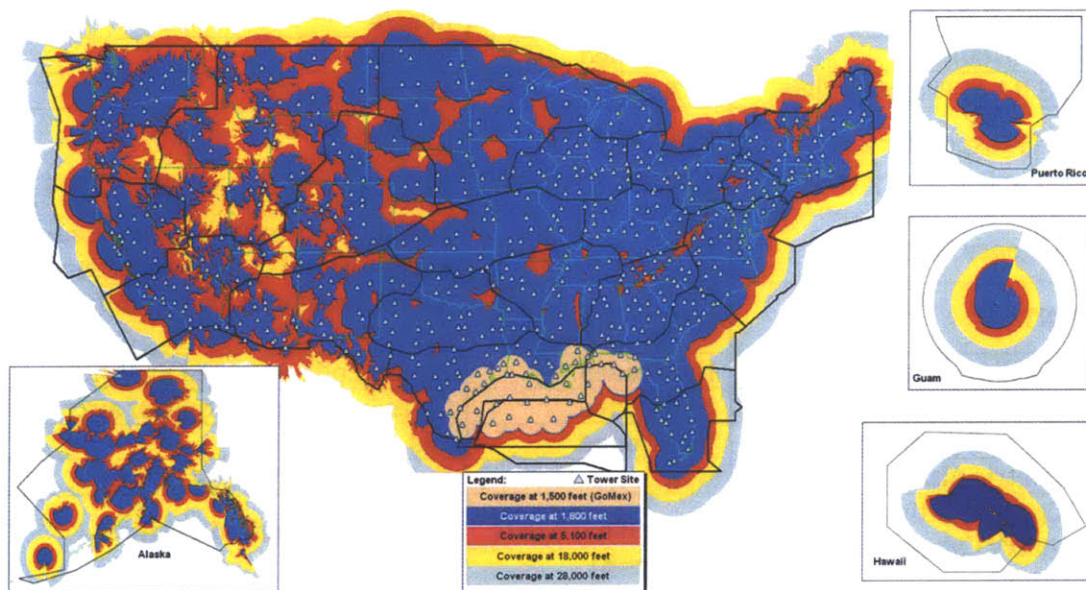 Puerto Rico
Guam
Alaska
Hawaii
Legend: Tower Site
Coverage at 1,500 feet (GoMex)
Coverage at 1,800 feet
Coverage at 5,100 feet
Coverage at 18,000 feet
Coverage at 28,000 feet